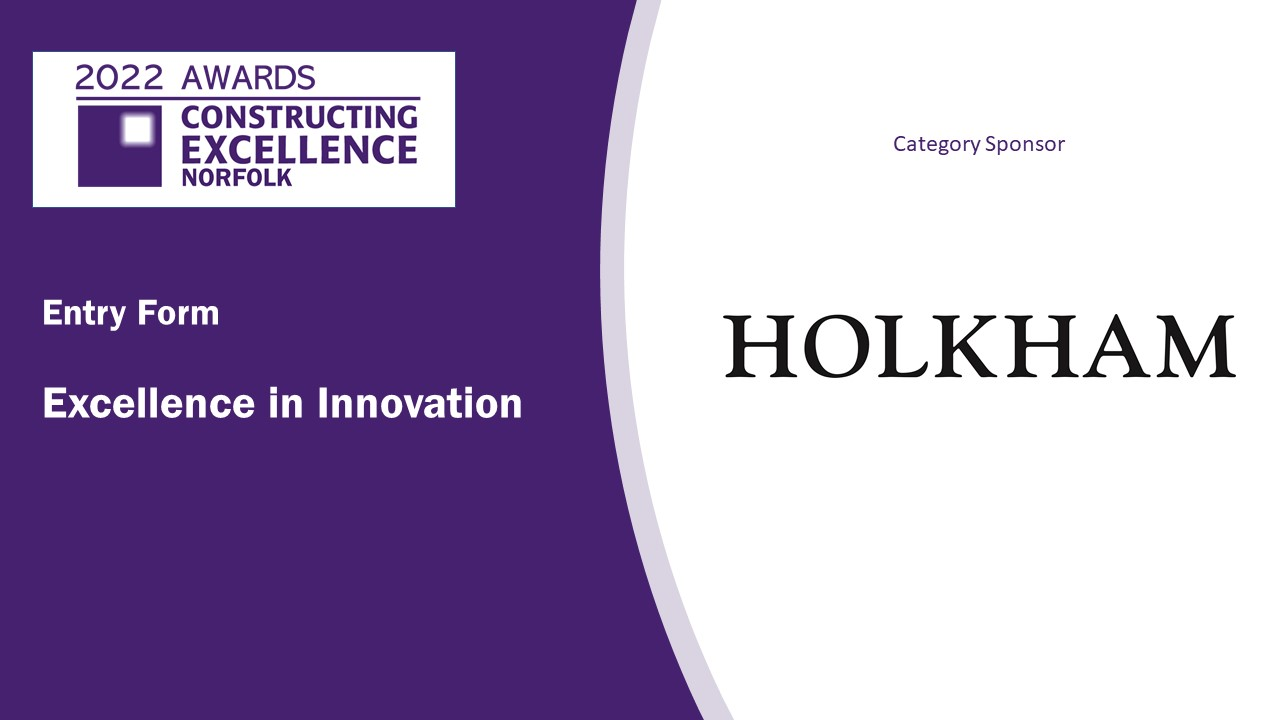 2022 AWARDS
CONSTRUCTING
EXCELLENCE
NORFOLK
Entry Form
Excellence in Innovation
Category Sponsor
HOLKHAM